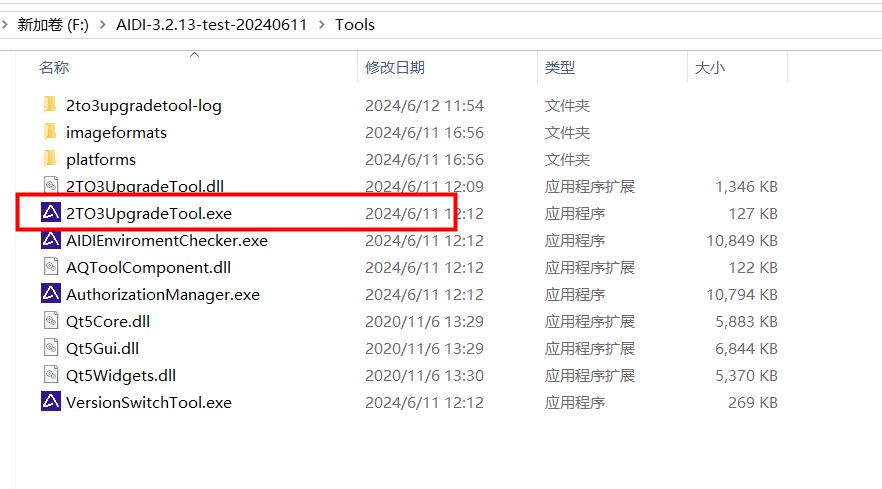 新加卷 (F:) > AIDI-3.2.13-test-20240611 > Tools
名称 修改日期 类型 大小
2to3upgradetool-log 2024/6/12 11:54 文件夹
imageformats 2024/6/11 16:56 文件夹
platforms 2024/6/11 16:56 文件夹
2TO3UpgradeTool.dll 2024/6/11 12:09 应用程序扩展 1,346 KB
2TO3UpgradeTool.exe 2024/6/11 12:12 应用程序 127 KB
AIDIEnviromentChecker.exe 2024/6/11 12:12 应用程序 10,849 KB
AQToolComponent.dll 2024/6/11 12:12 应用程序扩展 122 KB
AuthorizationManager.exe 2024/6/11 12:12 应用程序 10,794 KB
Qt5Core.dll 2020/11/6 13:29 应用程序扩展 5,883 KB
Qt5Gui.dll 2020/11/6 13:29 应用程序扩展 6,844 KB
Qt5Widgets.dll 2020/11/6 13:30 应用程序扩展 5,370 KB
VersionSwitchTool.exe 2024/6/11 12:12 应用程序 269 KB